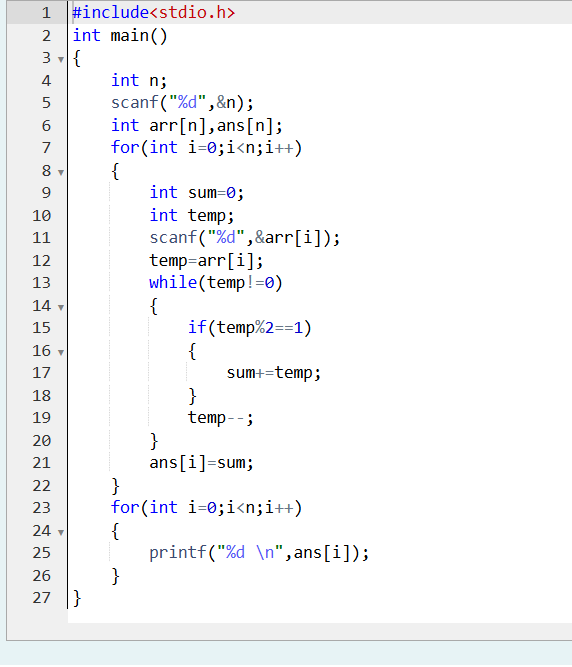 1 #include<stdio.h>
2 int main()
3 {
4     int n;
5     scanf("%d",&n);
6     int arr[n],ans[n];
7     for(int i=0;i<n;i++)
8     {
9         int sum=0;
10         int temp;
11         scanf("%d",&arr[i]);
12         temp=arr[i];
13         while(temp!=0)
14         {
15             if(temp%2==1)
16             {
17                 sum+=temp;
18             }
19             temp--;
20         }
21         ans[i]=sum;
22     }
23     for(int i=0;i<n;i++)
24     {
25         printf("%d \n",ans[i]);
26     }
27 }